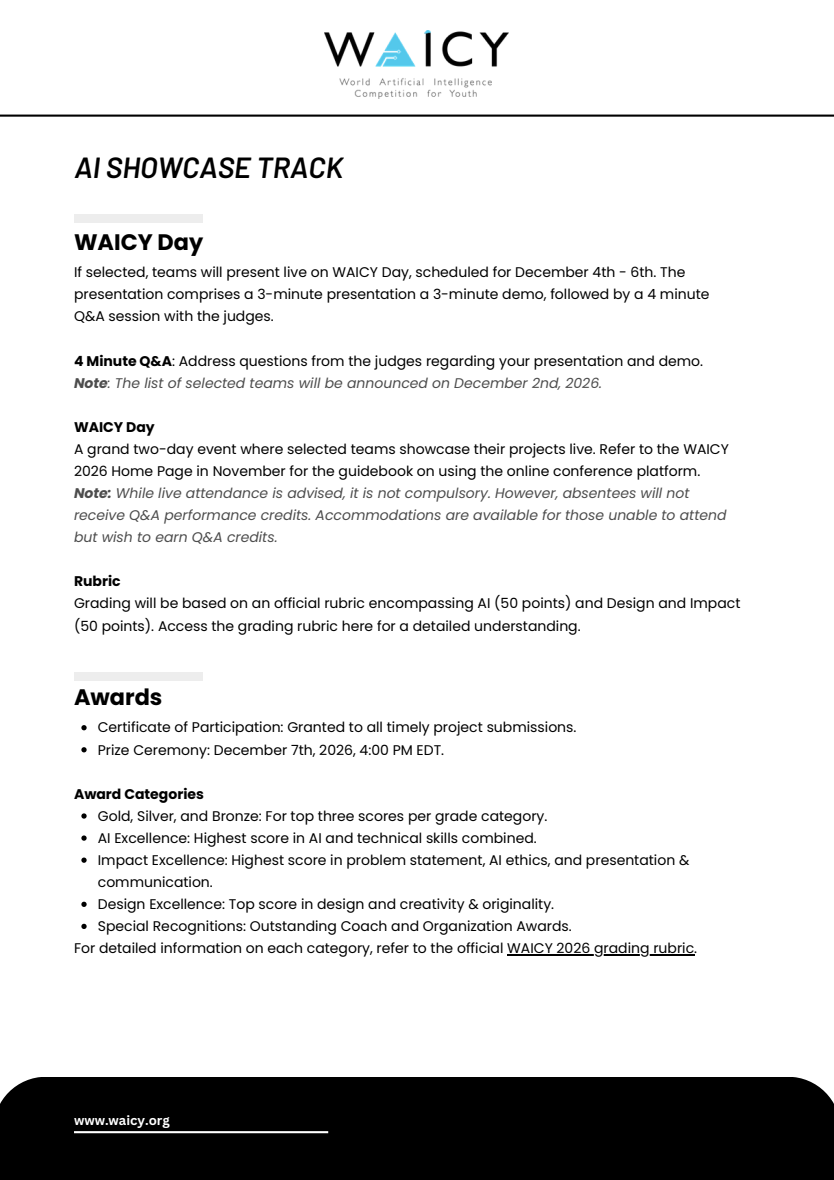 WAICY
World Artificial Intelligence
Competition for Youth
AI SHOWCASE TRACK
WAICY Day
If selected, teams will present live on WAICY Day, scheduled for December 4th - 6th. The
presentation comprises a 3-minute presentation a 3-minute demo, followed by a 4 minute
Q&A session with the judges.
4 Minute Q&A: Address questions from the judges regarding your presentation and demo.
Note: The list of selected teams will be announced on December 2nd, 2026.
WAICY Day
A grand two-day event where selected teams showcase their projects live. Refer to the WAICY
2026 Home Page in November for the guidebook on using the online conference platform.
Note: While live attendance is advised, it is not compulsory. However, absentees will not
receive Q&A performance credits. Accommodations are available for those unable to attend
but wish to earn Q&A credits.
Rubric
Grading will be based on an official rubric encompassing AI (50 points) and Design and Impact
(50 points). Access the grading rubric here for a detailed understanding.
Awards
• Certificate of Participation: Granted to all timely project submissions.
• Prize Ceremony: December 7th, 2026, 4:00 PM EDT.
Award Categories
• Gold, Silver, and Bronze: For top three scores per grade category.
• AI Excellence: Highest score in AI and technical skills combined.
• Impact Excellence: Highest score in problem statement, AI ethics, and presentation &
communication.
• Design Excellence: Top score in design and creativity & originality.
• Special Recognitions: Outstanding Coach and Organization Awards.
For detailed information on each category, refer to the official WAICY 2026 grading rubric.
www.waicy.org